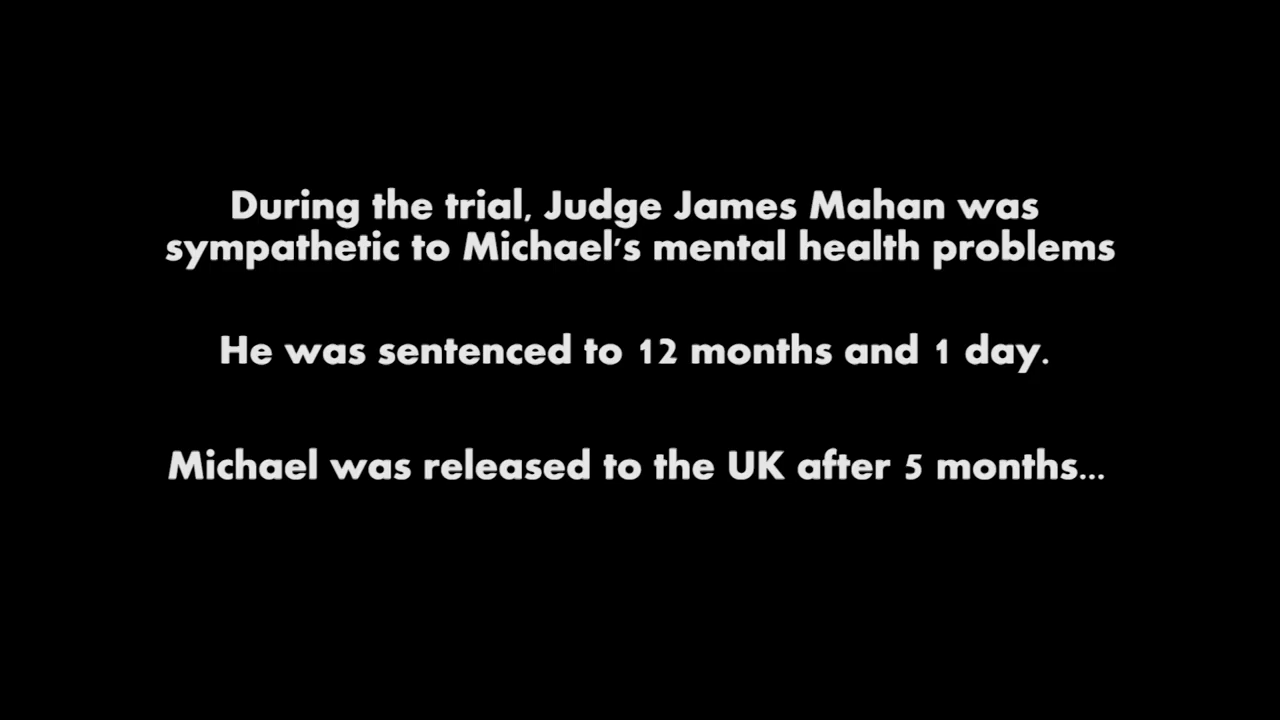 During the trial, Judge James Mahan was
sympathetic to Michael's mental health problems
He was sentenced to 12 months and 1 day.
Michael was released to the UK after 5 months...